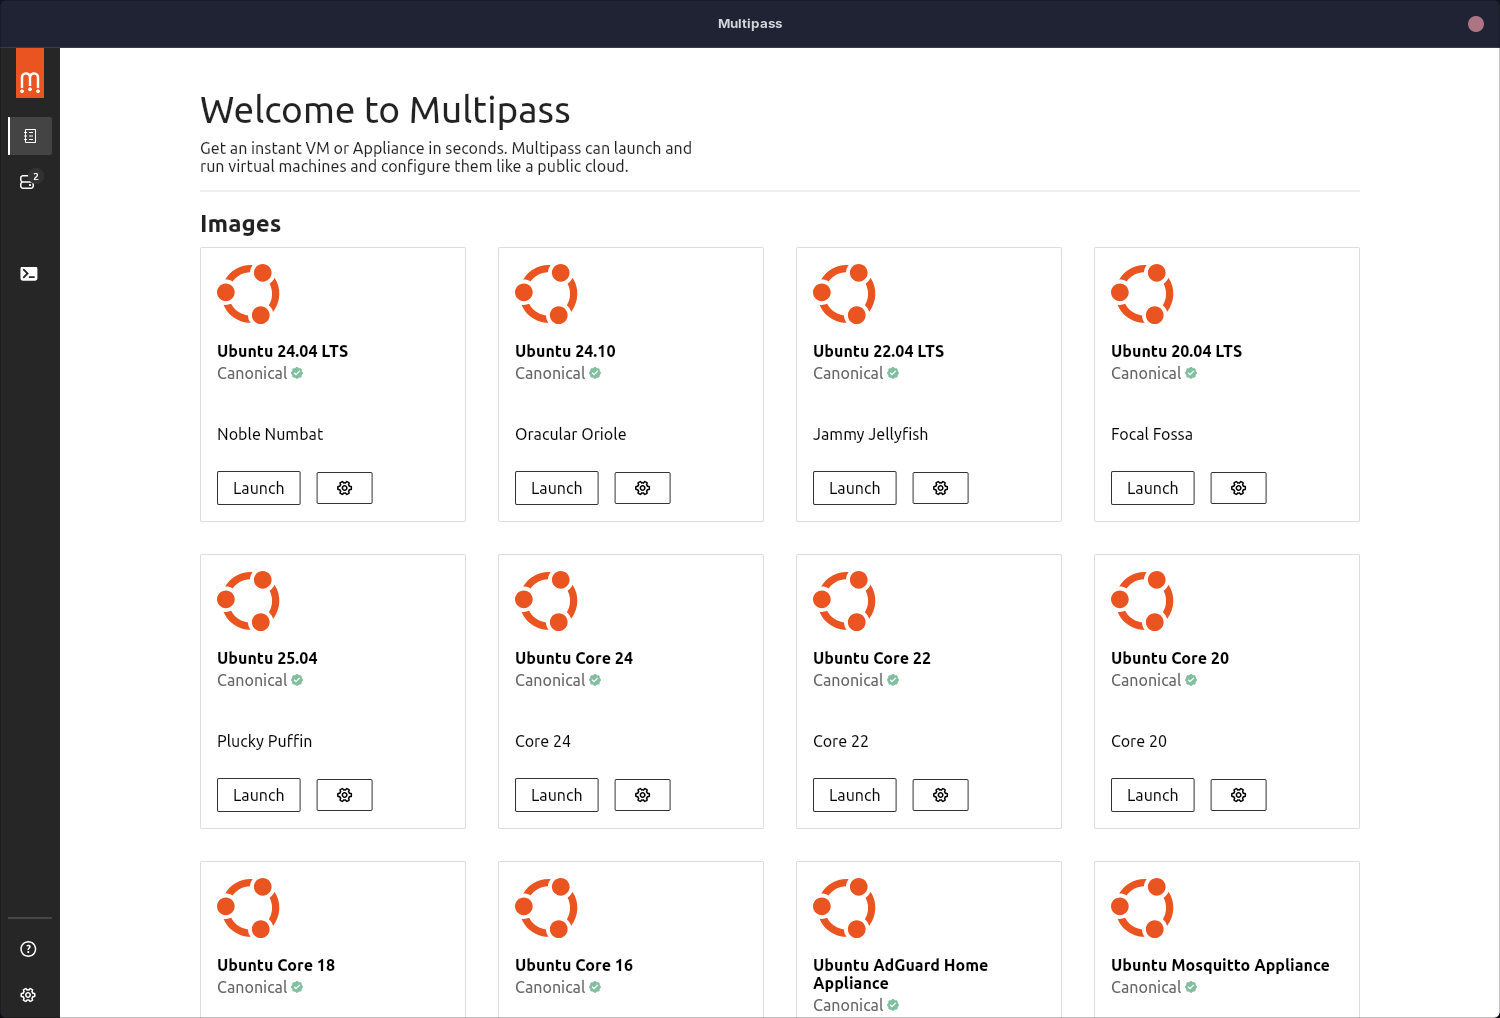 Multipass
2
Welcome to Multipass
Get an instant VM or Appliance in seconds. Multipass can launch and
run virtual machines and configure them like a public cloud.
Images
Ubuntu 24.04 LTS
Canonical
Noble Numbat
Launch
Ubuntu 24.10
Canonical
Oracular Oriole
Launch
Ubuntu 22.04 LTS
Canonical
Jammy Jellyfish
Launch
Ubuntu 20.04 LTS
Canonical
Focal Fossa
Launch
Ubuntu 25.04
Canonical
Plucky Puffin
Launch
Ubuntu Core 24
Canonical
Core 24
Launch
Ubuntu Core 22
Canonical
Core 22
Launch
Ubuntu Core 20
Canonical
Core 20
Launch
Ubuntu Core 18
Canonical
Ubuntu Core 16
Canonical
Ubuntu AdGuard Home
Appliance
Canonical
Ubuntu Mosquitto Appliance
Canonical